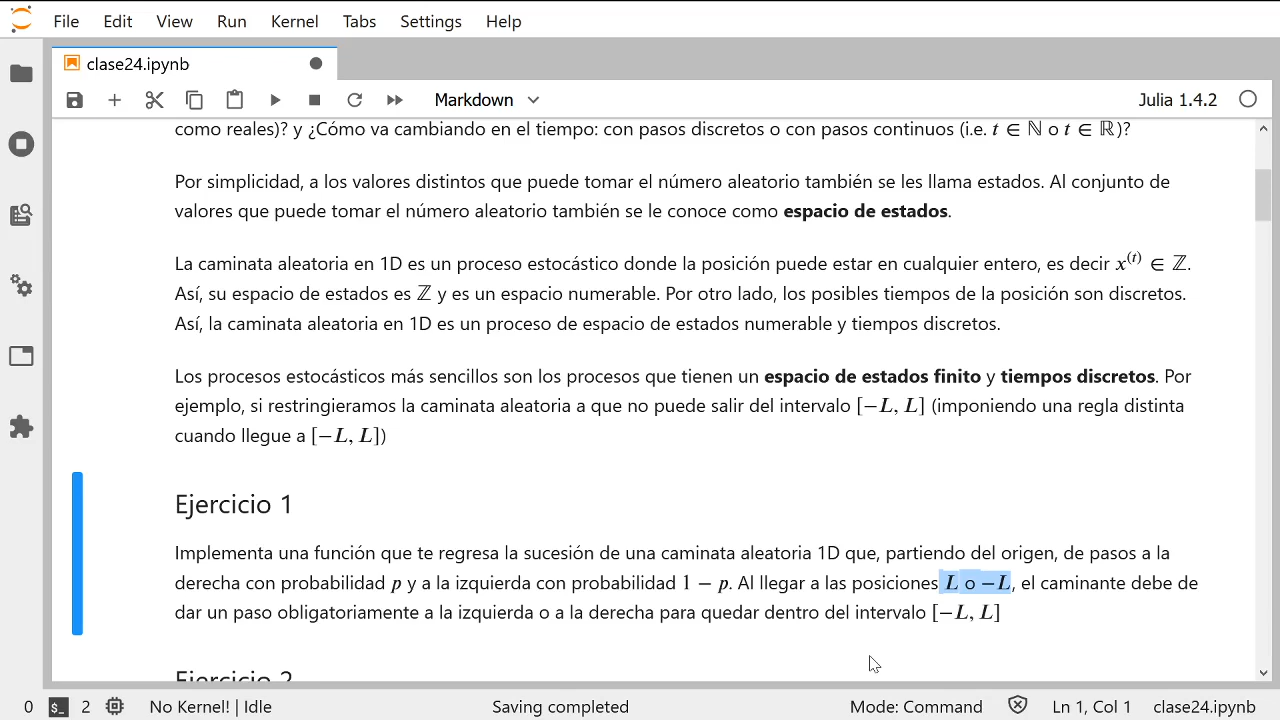 File Edit View Run Kernel Tabs Settings Help
clase24.ipynb
Markdown Julia 1.4.2
como reales)? y ¿Cómo va cambiando en el tiempo: con pasos discretos o con pasos continuos (i.e. t ∈ ℕ o t ∈ ℝ)?
Por simplicidad, a los valores distintos que puede tomar el número aleatorio también se les llama estados. Al conjunto de
valores que puede tomar el número aleatorio también se le conoce como espacio de estados.
La caminata aleatoria en 1D es un proceso estocástico donde la posición puede estar en cualquier entero, es decir x^(t) ∈ ℤ.
Así, su espacio de estados es ℤ y es un espacio numerable. Por otro lado, los posibles tiempos de la posición son discretos.
Así, la caminata aleatoria en 1D es un proceso de espacio de estados numerable y tiempos discretos.
Los procesos estocásticos más sencillos son los procesos que tienen un espacio de estados finito y tiempos discretos. Por
ejemplo, si restringieramos la caminata aleatoria a que no puede salir del intervalo [−L, L] (imponiendo una regla distinta
cuando llegue a [−L, L])
Ejercicio 1
Implementa una función que te regresa la sucesión de una caminata aleatoria 1D que, partiendo del origen, de pasos a la
derecha con probabilidad p y a la izquierda con probabilidad 1 − p. Al llegar a las posiciones L o −L, el caminante debe de
dar un paso obligatoriamente a la izquierda o a la derecha para quedar dentro del intervalo [−L, L]
Ejercicio 2
0 $_ 2 No Kernel! | Idle Saving completed Mode: Command Ln 1, Col 1 clase24.ipynb